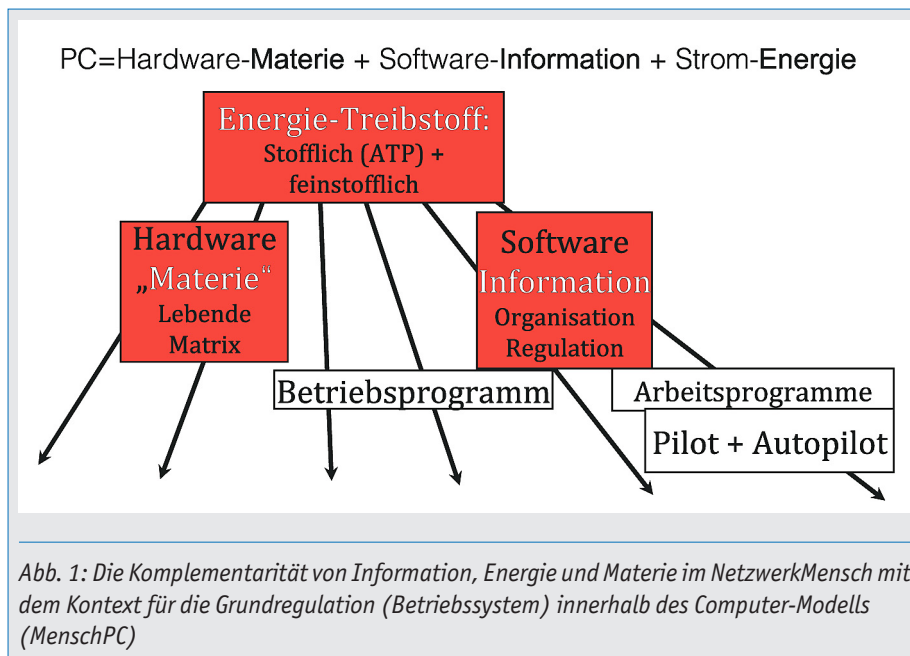 PC=Hardware-Materie + Software-Information + Strom-Energie
Energie-Treibstoff:
Stofflich (ATP) +
feinstofflich
Hardware
„Materie“
Lebende
Matrix
Software
Information
Organisation
Regulation
Betriebsprogramm
Arbeitsprogramme
Pilot + Autopilot
Abb. 1: Die Komplementarität von Information, Energie und Materie im NetzwerkMensch mit
dem Kontext für die Grundregulation (Betriebssystem) innerhalb des Computer-Modells
(MenschPC)